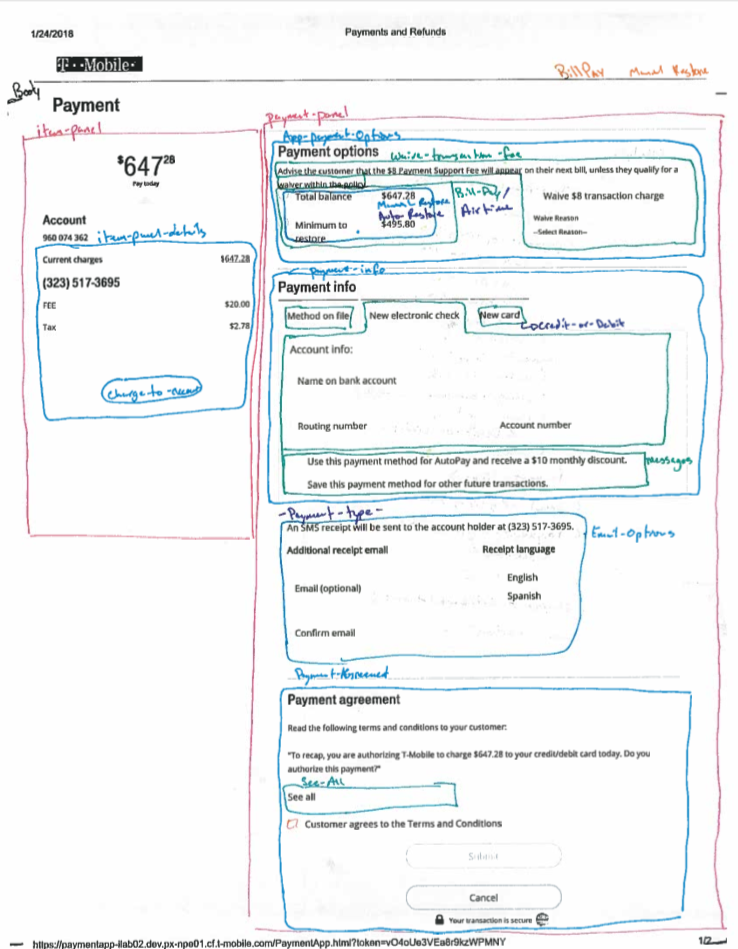 1/24/2018 Payments and Refunds
T··Mobile·
BillPay Manual Restore
Body
Payment
item-panel
payment-panel
$647²⁸
Pay today
Account
960 074 362 item-panel-details
Current charges $647.28
(323) 517-3695
FEE $20.00
Tax $2.78
App-payment-Options
Payment options Waive-transaction-fee
Advise the customer that the $8 Payment Support Fee will appear on their next bill, unless they qualify for a
waiver within the policy.
Total balance $647.28
Manual Restore
Auto Restore
Minimum to restore $495.80
Bill-Pay/
Airtime
Waive $8 transaction charge
Waive Reason
--Select Reason--
payment-info
Payment info
Method on file New electronic check New card
credit-or-Debit
Account info:
Name on bank account
Routing number Account number
Use this payment method for AutoPay and receive a $10 monthly discount. messages
Save this payment method for other future transactions.
-Payment-type-
An SMS receipt will be sent to the account holder at (323) 517-3695. Email-Options
Additional receipt email Receipt language
English
Email (optional)
Spanish
Confirm email
Payment-Agreement
Payment agreement
Read the following terms and conditions to your customer:
"To recap, you are authorizing T-Mobile to charge $647.28 to your credit/debit card today. Do you
authorize this payment?"
See-All
See all
Customer agrees to the Terms and Conditions
Submit
Cancel
Your transaction is secure
https://paymentapp-ilab02.dev.px-npe01.cf.t-mobile.com/PaymentApp.html?token=vO4oUe3VEa8r9kzWPMNY 1/2